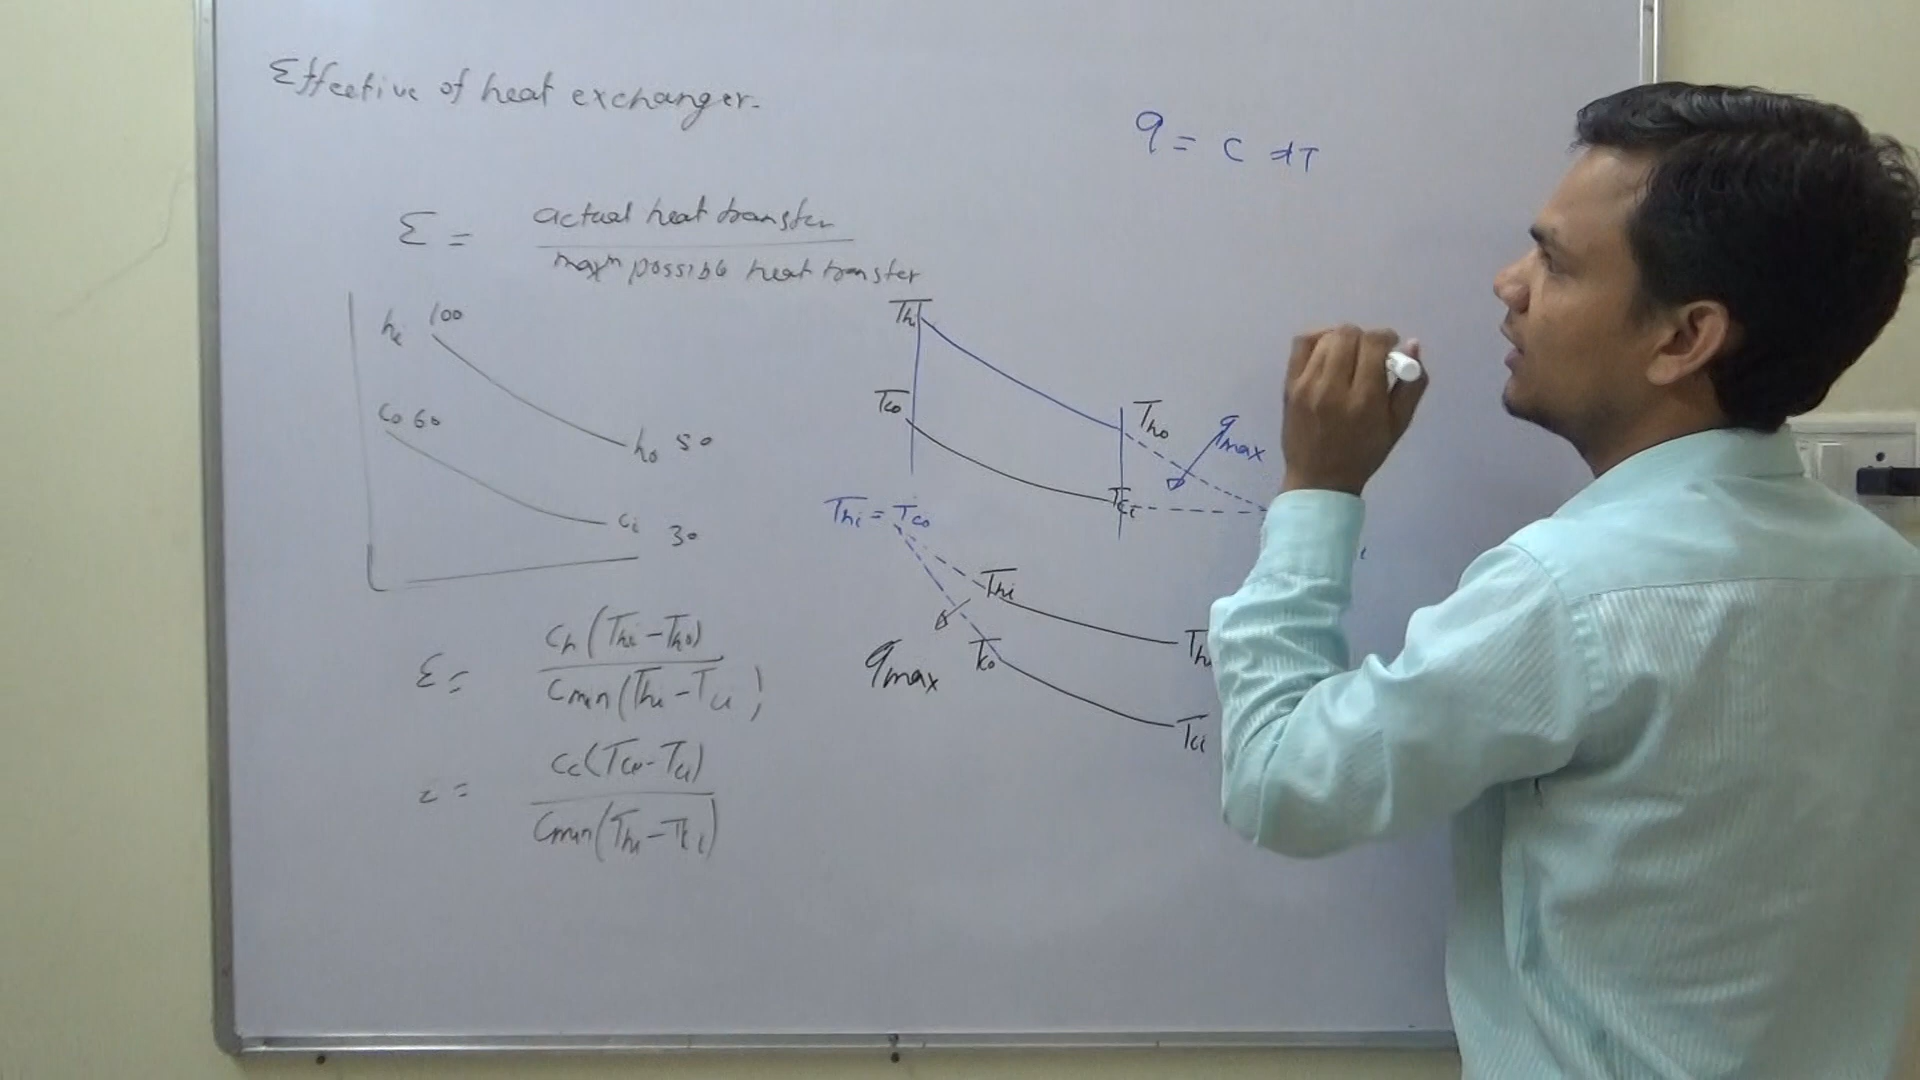 Effective of heat exchanger.
q = C dT
Ɛ = actual heat transfer
maxᵐ possible heat transfer
hi 100
co 60
ho 50
ci 30
Thi
Tco
Tho
qmax
Tci
Thi = Tco
Thi
qmax
Tco
Tci
Ɛ = Ch(Thi-Tho)
Cmin(Thi-Tci)
Ɛ = Cc(Tco-Tci)
Cmin(Thi-Tci)